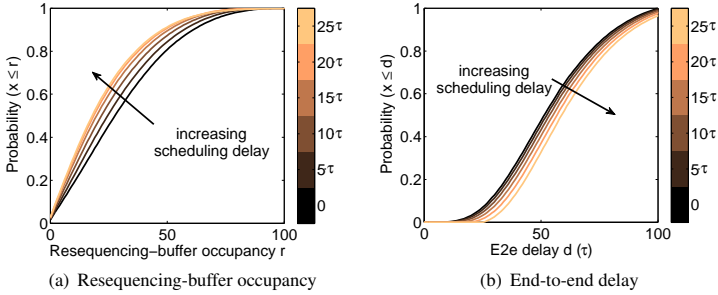 1
0.8
0.6
0.4
0.2
0
Probability (x ≤ r)
increasing
scheduling delay
0 50 100
Resequencing−buffer occupancy r
25τ
20τ
15τ
10τ
5τ
0
(a) Resequencing-buffer occupancy
1
0.8
0.6
0.4
0.2
0
Probability (x ≤ d)
increasing
scheduling delay
0 50 100
E2e delay d (τ)
25τ
20τ
15τ
10τ
5τ
0
(b) End-to-end delay